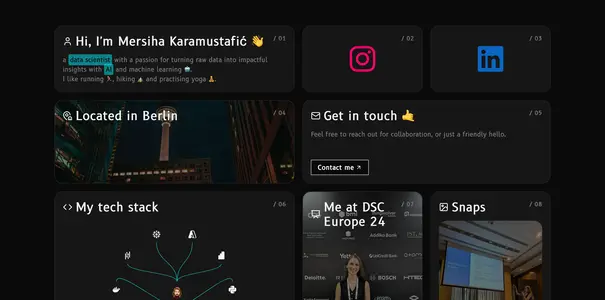 Hi, I'm Mersiha Karamustafić 👋
/ 01
a data scientist with a passion for turning raw data into impactful
insights with AI and machine learning
I like running, hiking and practising yoga
/ 02
/ 03
Located in Berlin
/ 04
Get in touch 🤙
/ 05
Feel free to reach out for collaboration, or just a friendly hello.
Contact me ↗
My tech stack
/ 06
Me at DSC
Europe 24
/ 07
Snaps
/ 08
in
Deloitte.
BOSCH